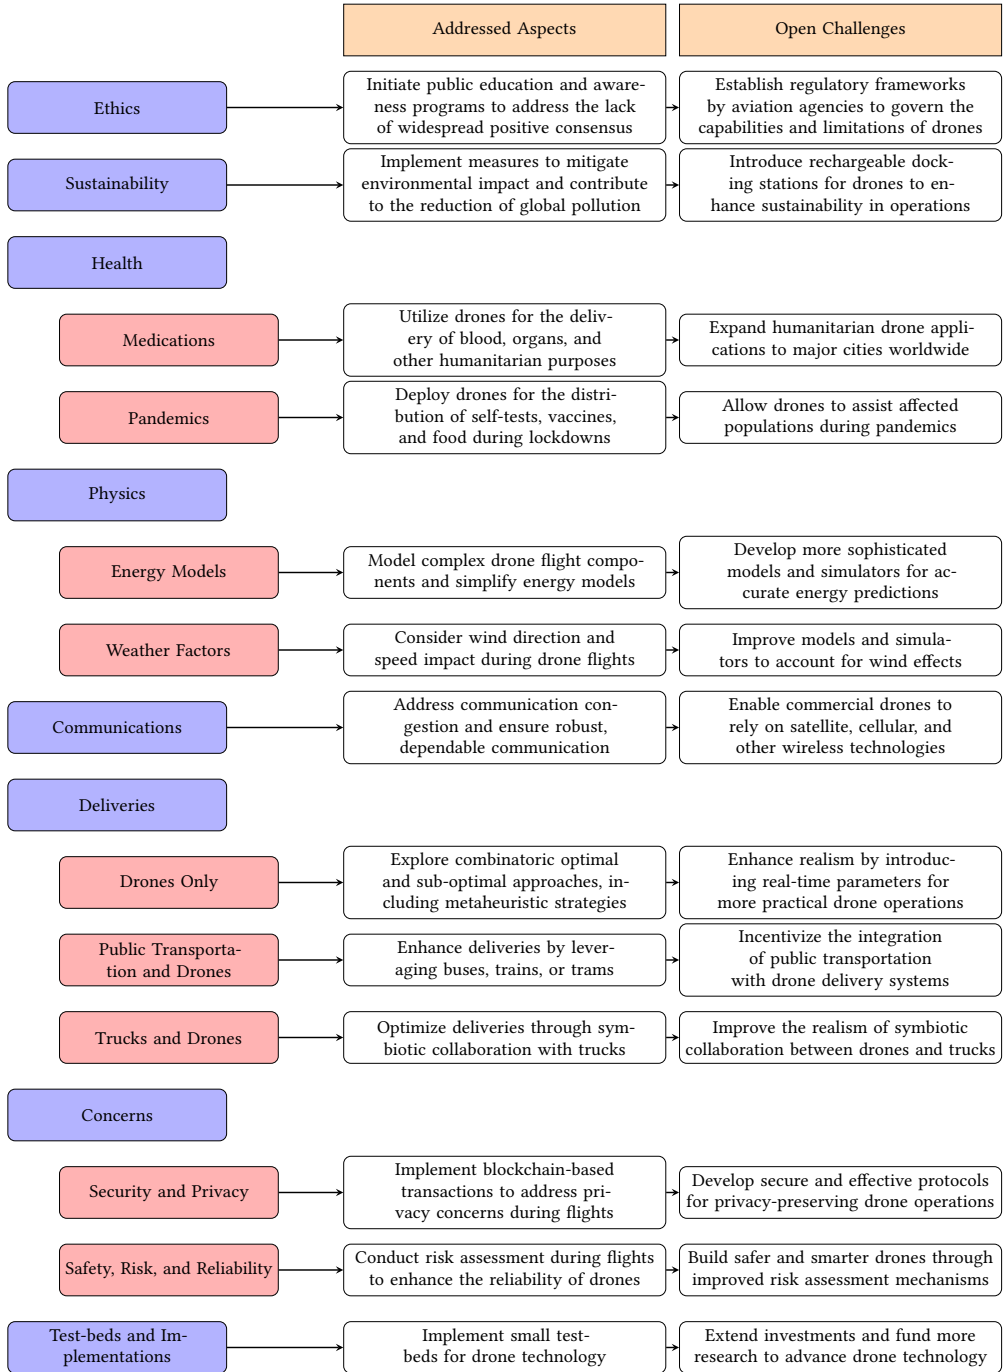 Addressed Aspects
Open Challenges
Ethics
Initiate public education and aware-
ness programs to address the lack
of widespread positive consensus
Establish regulatory frameworks
by aviation agencies to govern the
capabilities and limitations of drones
Sustainability
Implement measures to mitigate
environmental impact and contribute
to the reduction of global pollution
Introduce rechargeable dock-
ing stations for drones to en-
hance sustainability in operations
Health
Medications
Utilize drones for the deliv-
ery of blood, organs, and
other humanitarian purposes
Expand humanitarian drone appli-
cations to major cities worldwide
Pandemics
Deploy drones for the distri-
bution of self-tests, vaccines,
and food during lockdowns
Allow drones to assist affected
populations during pandemics
Physics
Energy Models
Model complex drone flight compo-
nents and simplify energy models
Develop more sophisticated
models and simulators for ac-
curate energy predictions
Weather Factors
Consider wind direction and
speed impact during drone flights
Improve models and simula-
tors to account for wind effects
Communications
Address communication con-
gestion and ensure robust,
dependable communication
Enable commercial drones to
rely on satellite, cellular, and
other wireless technologies
Deliveries
Drones Only
Explore combinatoric optimal
and sub-optimal approaches, in-
cluding metaheuristic strategies
Enhance realism by introduc-
ing real-time parameters for
more practical drone operations
Public Transporta-
tion and Drones
Enhance deliveries by lever-
aging buses, trains, or trams
Incentivize the integration
of public transportation
with drone delivery systems
Trucks and Drones
Optimize deliveries through sym-
biotic collaboration with trucks
Improve the realism of symbiotic
collaboration between drones and trucks
Concerns
Security and Privacy
Implement blockchain-based
transactions to address pri-
vacy concerns during flights
Develop secure and effective protocols
for privacy-preserving drone operations
Safety, Risk, and Reliability
Conduct risk assessment during flights
to enhance the reliability of drones
Build safer and smarter drones through
improved risk assessment mechanisms
Test-beds and Im-
plementations
Implement small test-
beds for drone technology
Extend investments and fund more
research to advance drone technology